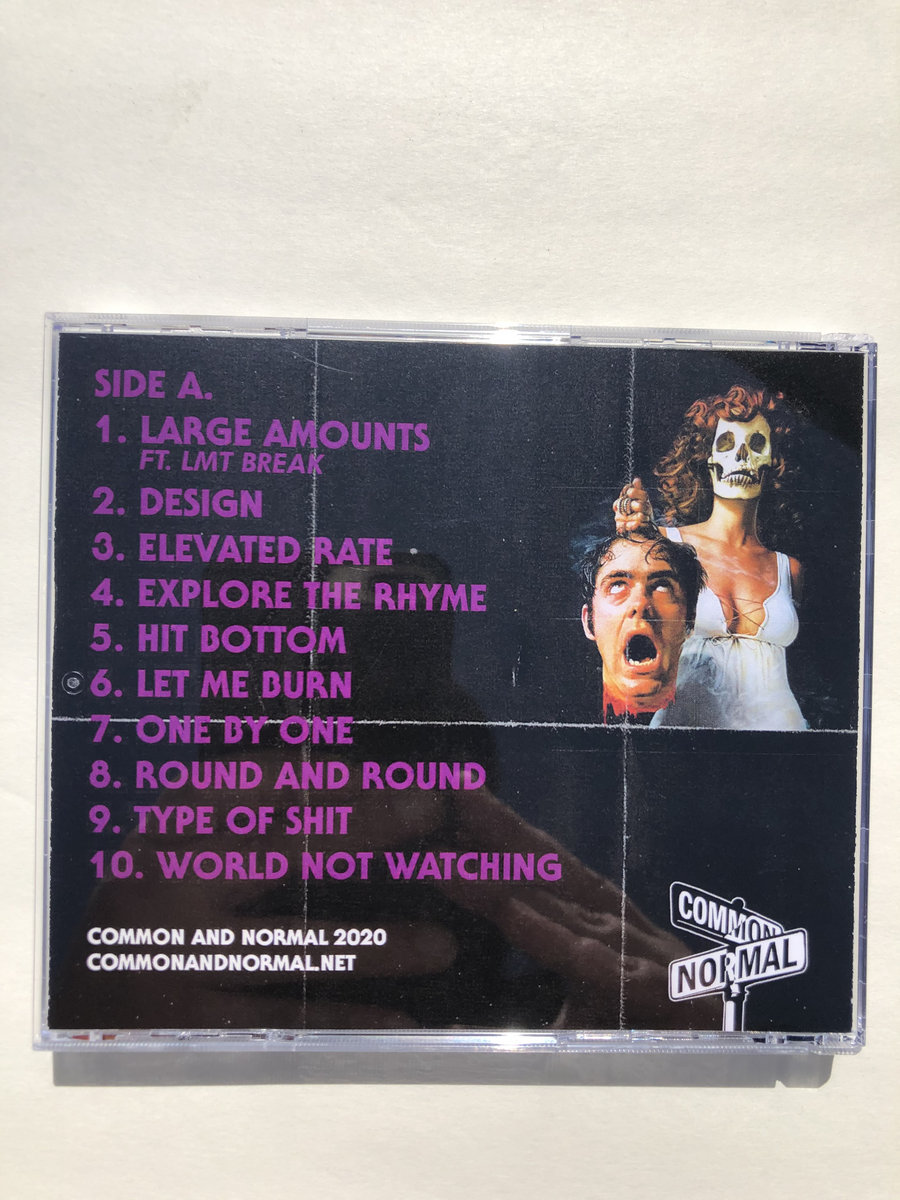 SIDE A.
1. LARGE AMOUNTS
FT. LMT BREAK
2. DESIGN
3. ELEVATED RATE
4. EXPLORE THE RHYME
5. HIT BOTTOM
6. LET ME BURN
7. ONE BY ONE
8. ROUND AND ROUND
9. TYPE OF SHIT
10. WORLD NOT WATCHING
COMMON AND NORMAL 2020
COMMONANDNORMAL.NET
COMMON
NORMAL